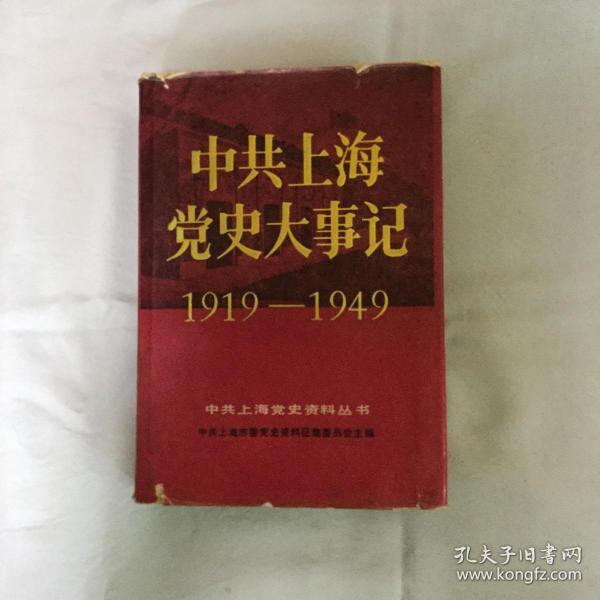 中共上海
党史大事记
1919—1949
中共上海党史资料丛书
中共上海市委党史资料征集委员会主编
孔夫子旧书网
www.kongfz.com